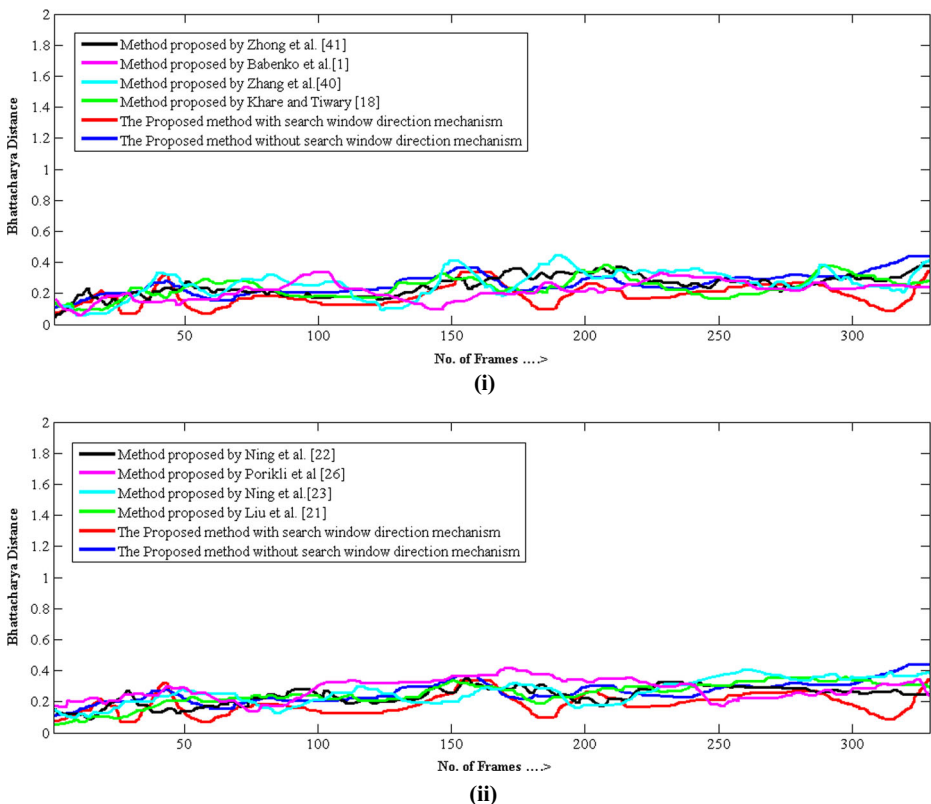 2
1.8
1.6
1.4
1.2
1
0.8
0.6
0.4
0.2
0
Bhattacharya Distance
Method proposed by Zhong et al. [41]
Method proposed by Babenko et al.[1]
Method proposed by Zhang et al.[40]
Method proposed by Khare and Tiwary [18]
The Proposed method with search window direction mechanism
The Proposed method without search window direction mechanism
50 100 150 200 250 300
No. of Frames ....>
(i)
2
1.8
1.6
1.4
1.2
1
0.8
0.6
0.4
0.2
0
Bhattacharya Distance
Method proposed by Ning et al. [22]
Method proposed by Porikli et al [26]
Method proposed by Ning et al.[23]
Method proposed by Liu et al. [21]
The Proposed method with search window direction mechanism
The Proposed method without search window direction mechanism
50 100 150 200 250 300
No. of Frames ....>
(ii)